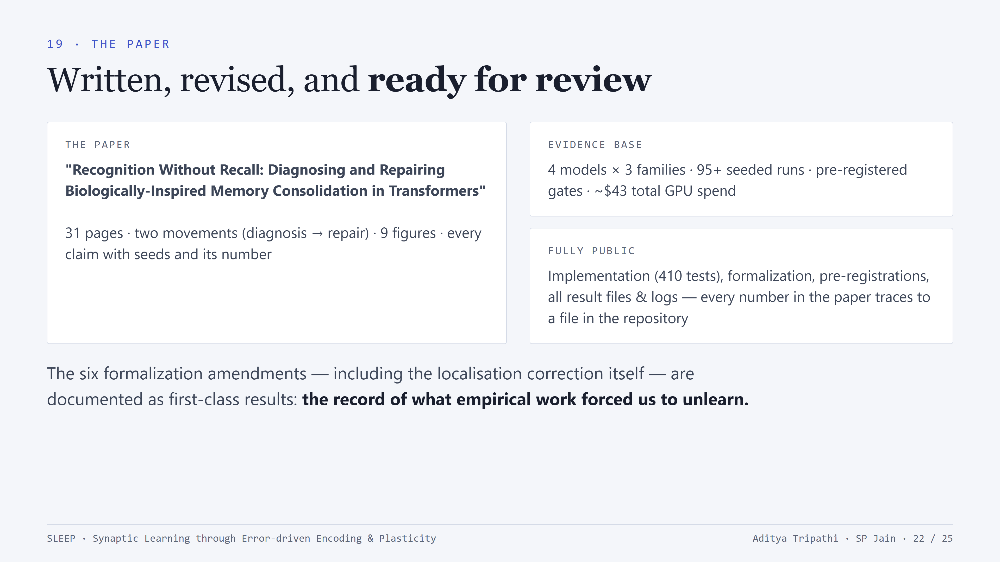 19 · THE PAPER
Written, revised, and ready for review
THE PAPER
"Recognition Without Recall: Diagnosing and Repairing
Biologically-Inspired Memory Consolidation in Transformers"
31 pages · two movements (diagnosis → repair) · 9 figures · every
claim with seeds and its number
EVIDENCE BASE
4 models × 3 families · 95+ seeded runs · pre-registered
gates · ~$43 total GPU spend
FULLY PUBLIC
Implementation (410 tests), formalization, pre-registrations,
all result files & logs — every number in the paper traces to
a file in the repository
The six formalization amendments — including the localisation correction itself — are
documented as first-class results: the record of what empirical work forced us to unlearn.
SLEEP · Synaptic Learning through Error-driven Encoding & Plasticity
Aditya Tripathi · SP Jain · 22 / 25